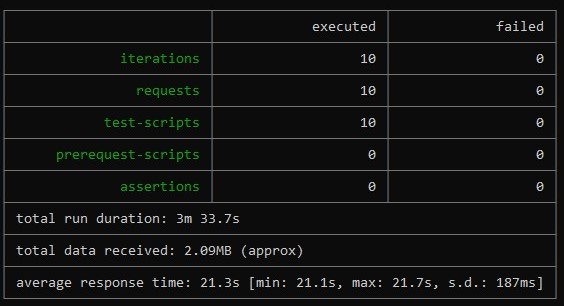 executed failed
iterations 10 0
requests 10 0
test-scripts 10 0
prerequest-scripts 0 0
assertions 0 0
total run duration: 3m 33.7s
total data received: 2.09MB (approx)
average response time: 21.3s [min: 21.1s, max: 21.7s, s.d.: 187ms]